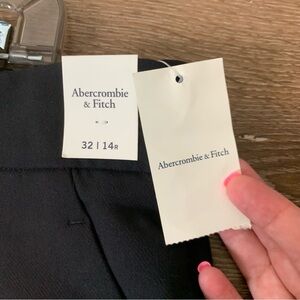 Abercrombie
& Fitch
32 | 14R
Abercrombie & Fitch